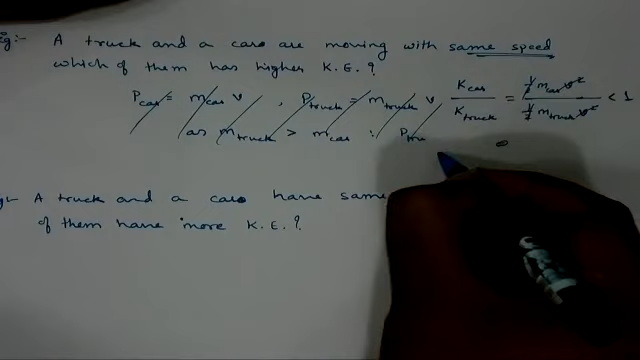 Eg:- A truck and a car are moving with same speed
which of them has higher K.E.?
P_car = m_car v , P_truck = m_truck v K_car / K_truck = ½ m_car v² / ½ m_truck v² < 1
as m_truck > m_car ∴ P_tru
A truck and a car have same
of them have more K.E.?